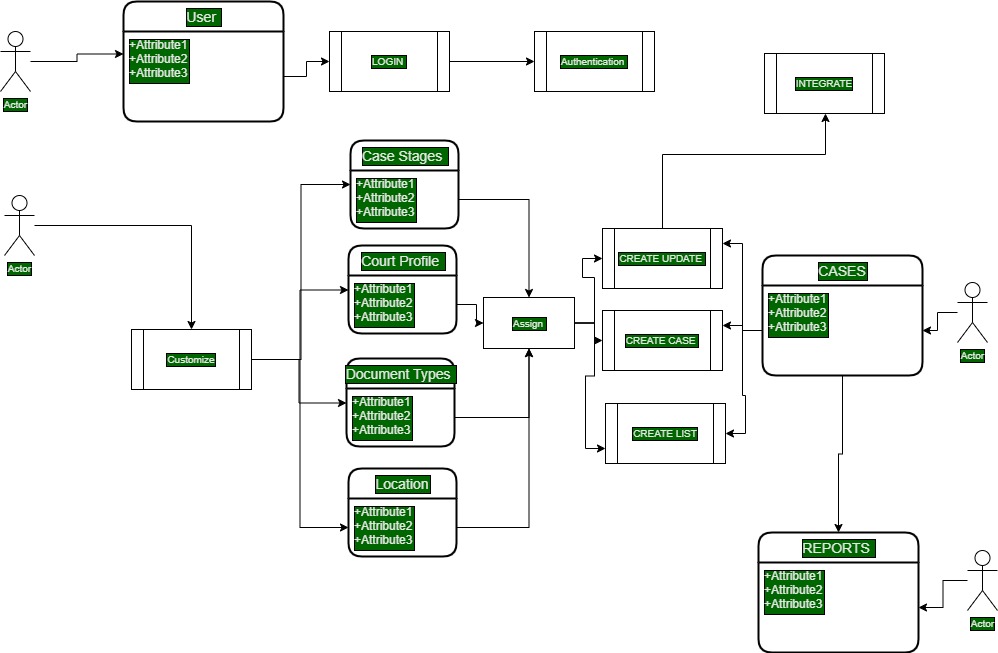 User
+Attribute1
+Attribute2
+Attribute3
Actor
LOGIN
Authentication
INTEGRATE
Case Stages
+Attribute1
+Attribute2
+Attribute3
Actor
Court Profile
+Attribute1
+Attribute2
+Attribute3
Assign
Customize
Document Types
+Attribute1
+Attribute2
+Attribute3
Location
+Attribute1
+Attribute2
+Attribute3
CREATE UPDATE
CREATE CASE
CREATE LIST
CASES
+Attribute1
+Attribute2
+Attribute3
Actor
REPORTS
+Attribute1
+Attribute2
+Attribute3
Actor